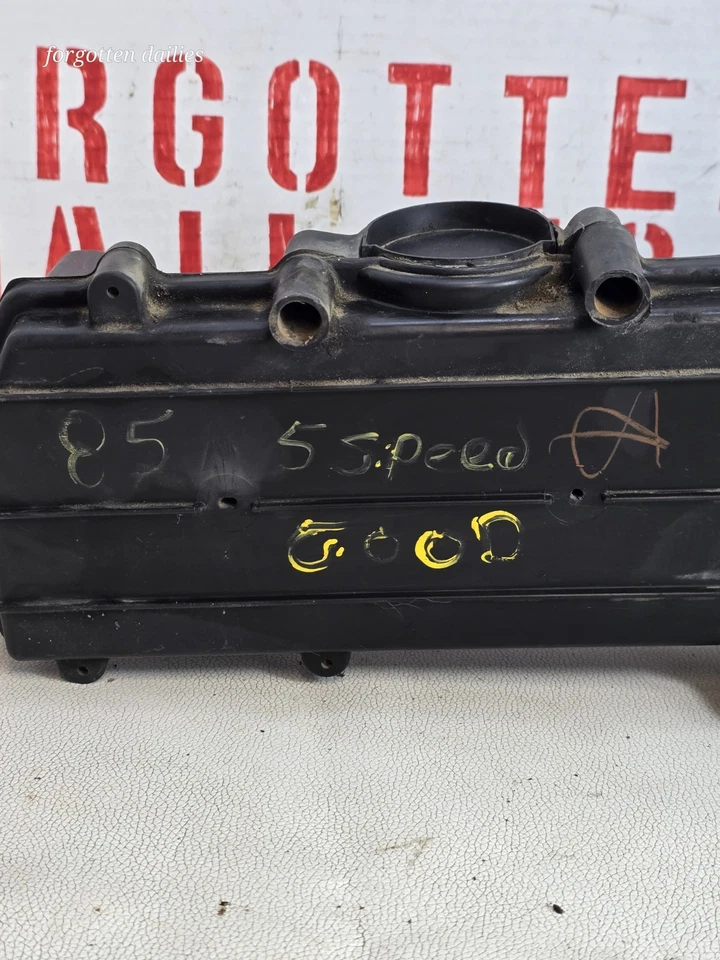 forgotten dailies
RGOTTE
85 5 Speed A
GOOD